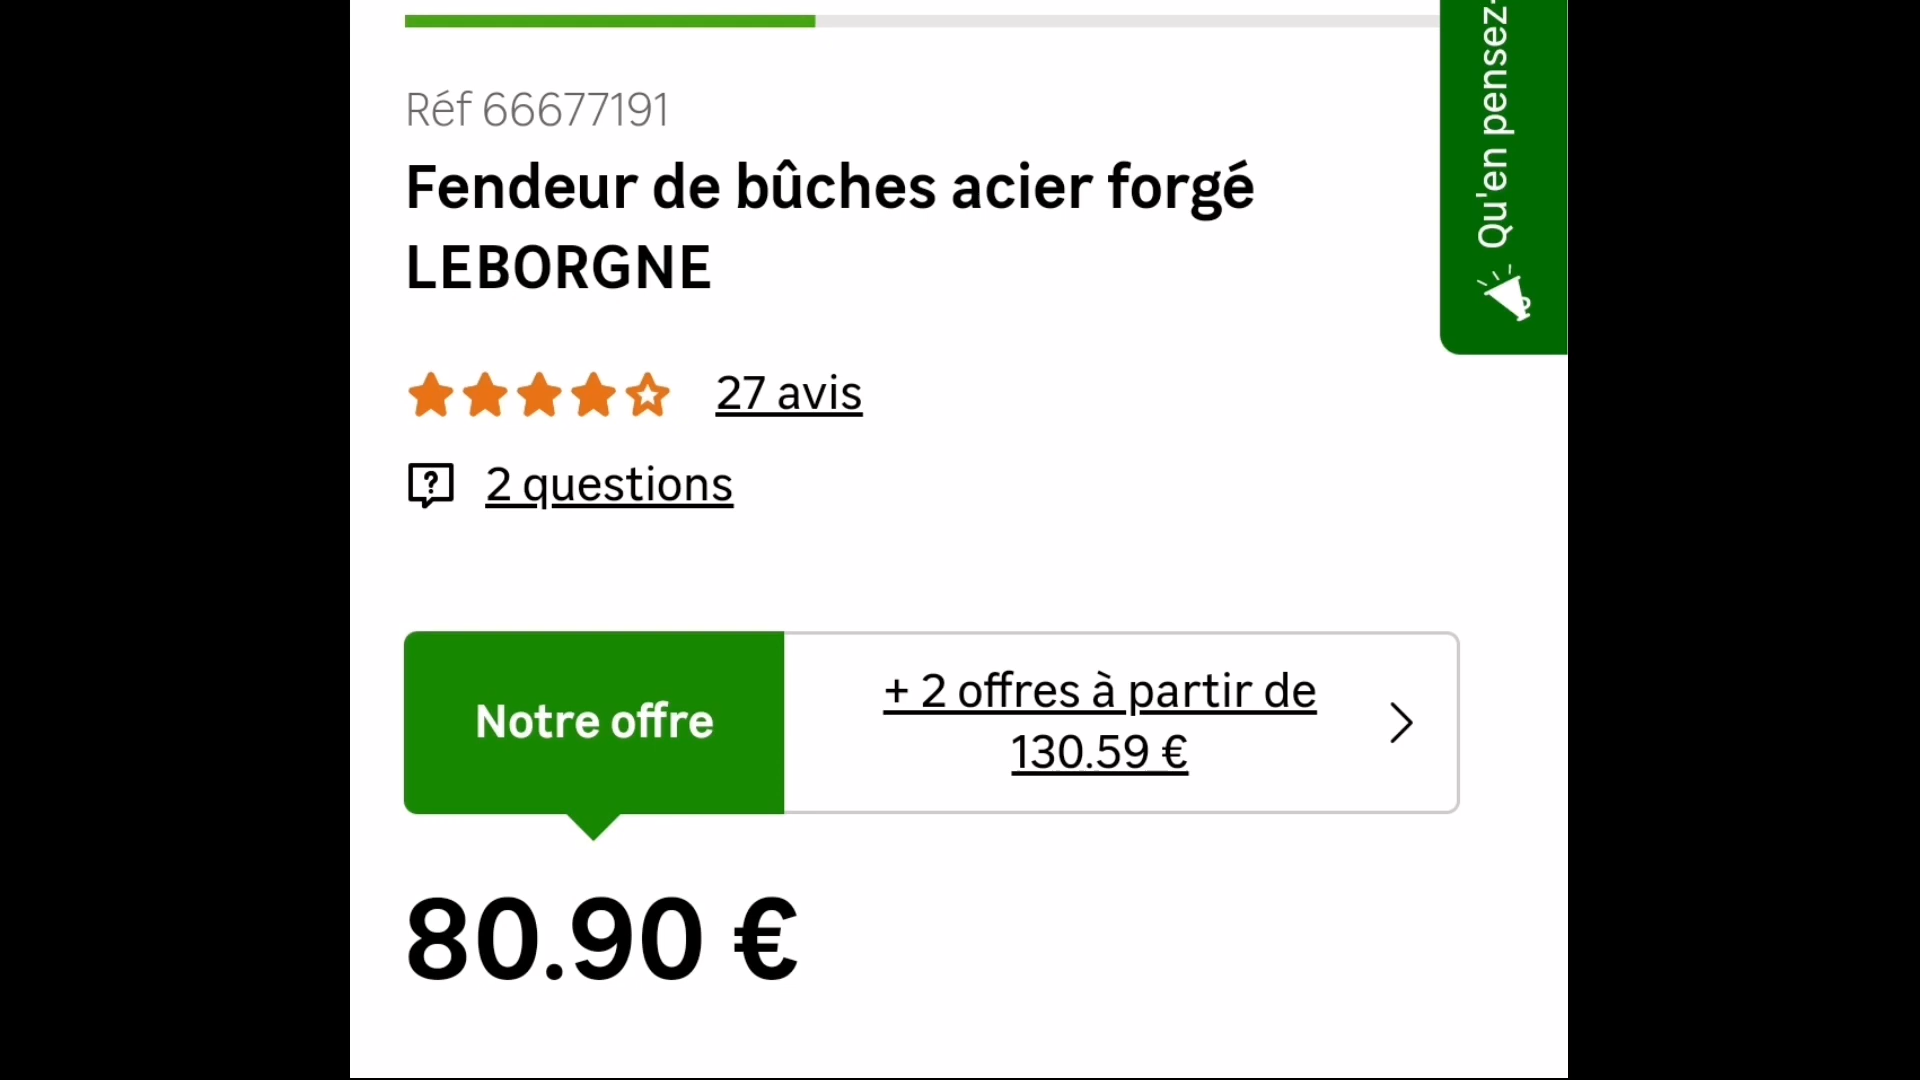 Réf 66677191
Fendeur de bûches acier forgé
LEBORGNE
27 avis
2 questions
Notre offre
+ 2 offres à partir de
130.59 €
80.90 €
Qu'en pensez-